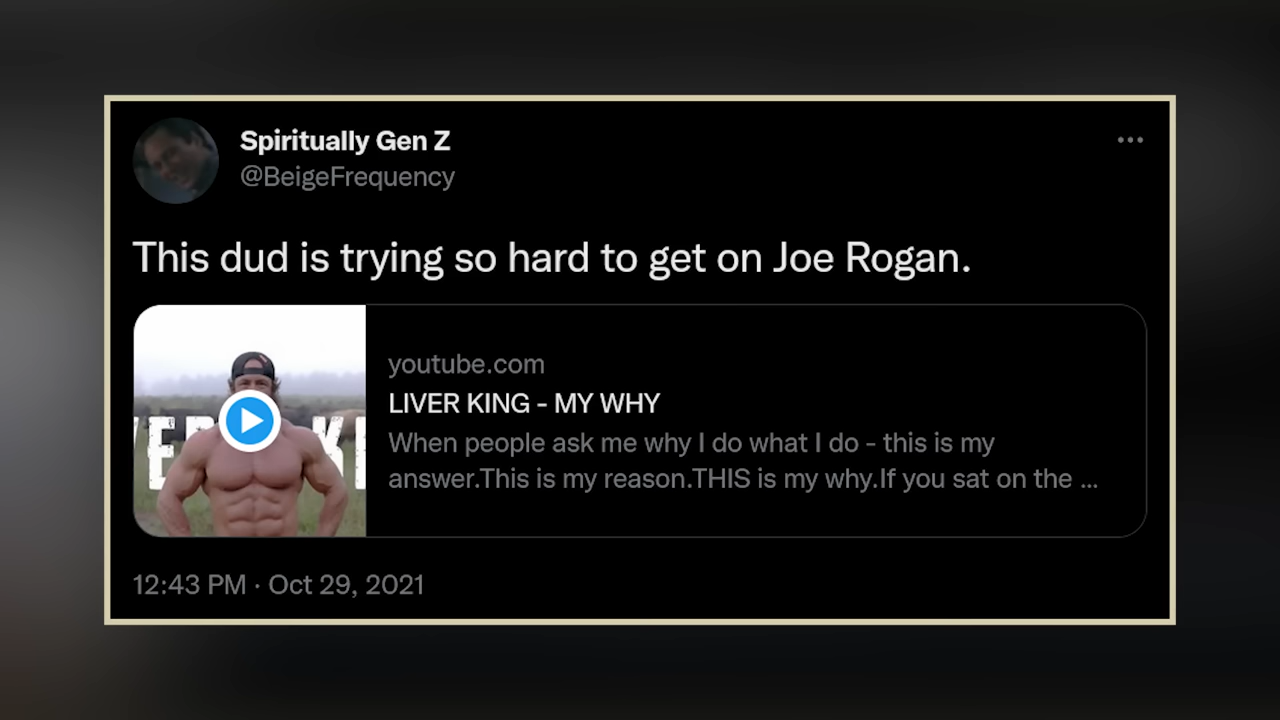 Spiritually Gen Z
@BeigeFrequency
This dud is trying so hard to get on Joe Rogan.
youtube.com
LIVER KING - MY WHY
When people ask me why I do what I do - this is my
answer.This is my reason.THIS is my why.If you sat on the ...
12:43 PM · Oct 29, 2021